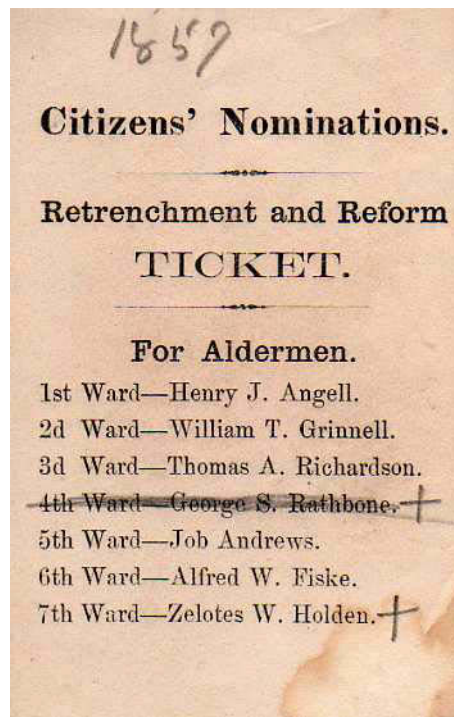 1857
Citizens' Nominations.
Retrenchment and Reform
TICKET.
For Aldermen.
1st Ward—Henry J. Angell.
2d Ward—William T. Grinnell.
3d Ward—Thomas A. Richardson.
4th Ward—George S. Rathbone.+
5th Ward—Job Andrews.
6th Ward—Alfred W. Fiske.
7th Ward—Zelotes W. Holden.+